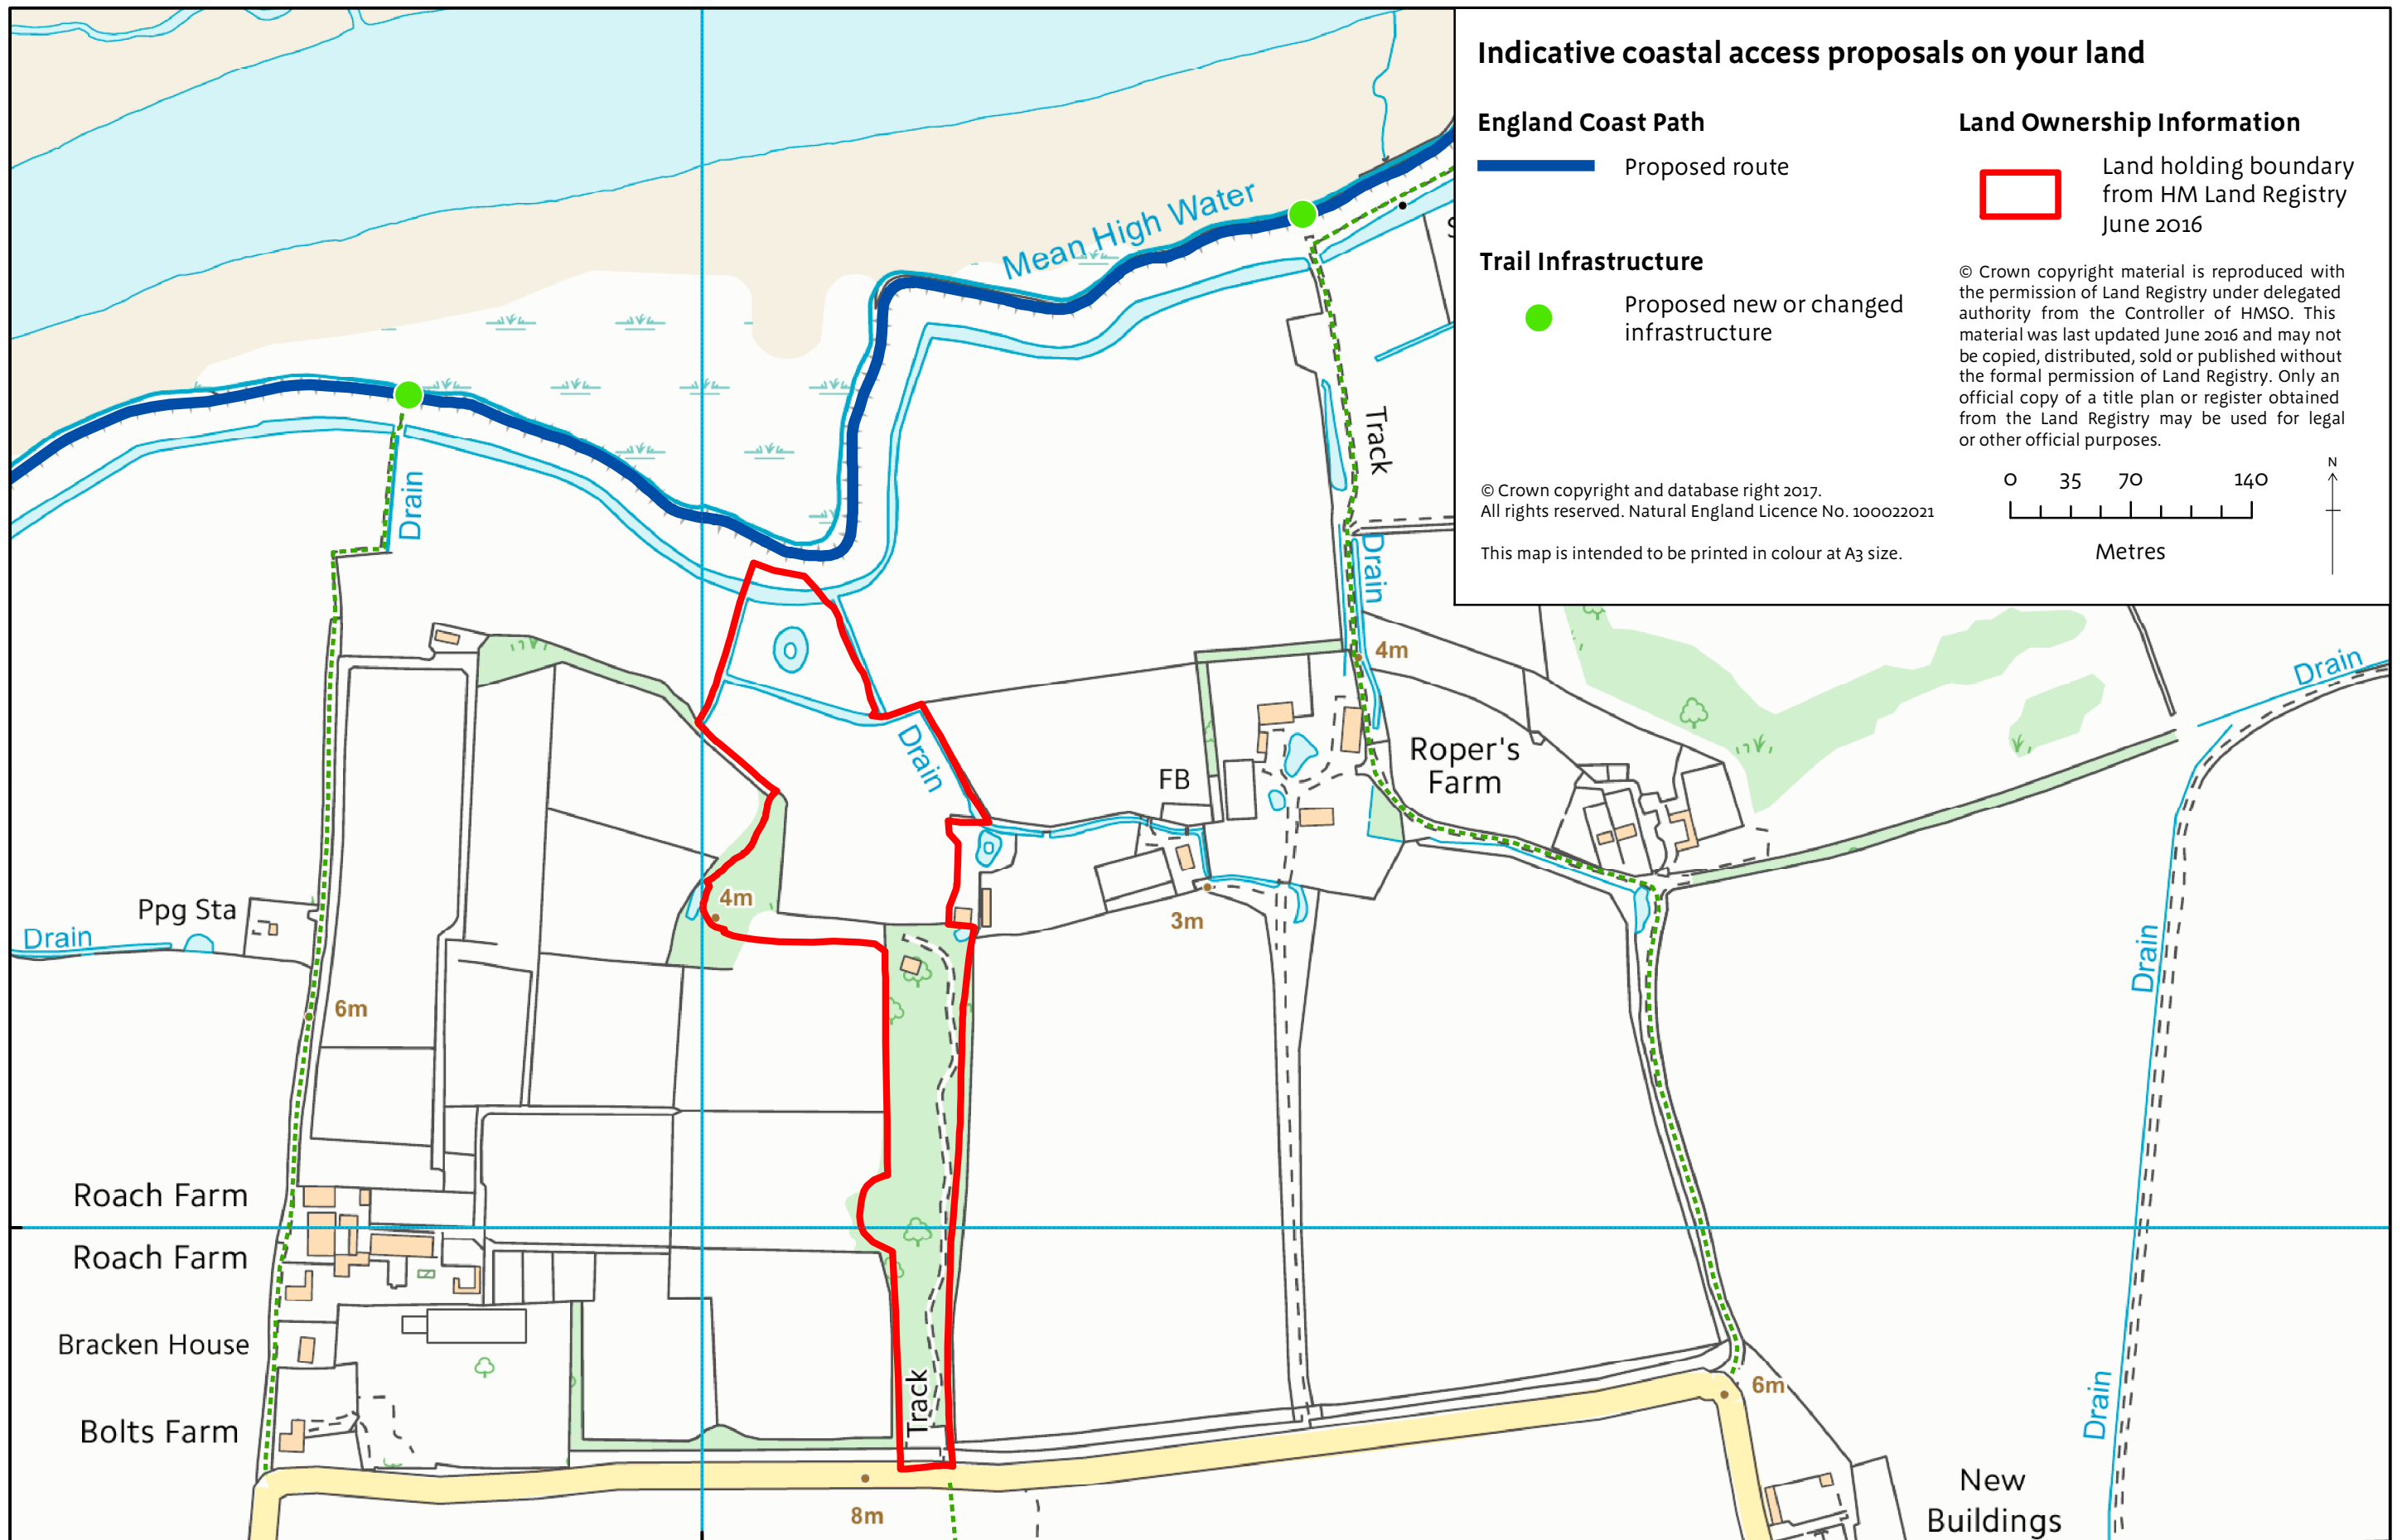 Indicative coastal access proposals on your land
England Coast Path
Proposed route
Trail Infrastructure
Proposed new or changed
infrastructure
Land Ownership Information
Land holding boundary
from HM Land Registry
June 2016
© Crown copyright material is reproduced with
the permission of Land Registry under delegated
authority from the Controller of HMSO. This
material was last updated June 2016 and may not
be copied, distributed, sold or published without
the formal permission of Land Registry. Only an
official copy of a title plan or register obtained
from the Land Registry may be used for legal
or other official purposes.
© Crown copyright and database right 2017.
All rights reserved. Natural England Licence No. 100022021
This map is intended to be printed in colour at A3 size.
0 35 70 140
Metres
N
Mean High Water
Drain
Track
Drain
4m
Drain
Roper's
Farm
FB
Drain
4m
Ppg Sta
Drain
3m
6m
Drain
Roach Farm
Roach Farm
Bracken House
Bolts Farm
Track
6m
Drain
8m
New
Buildings